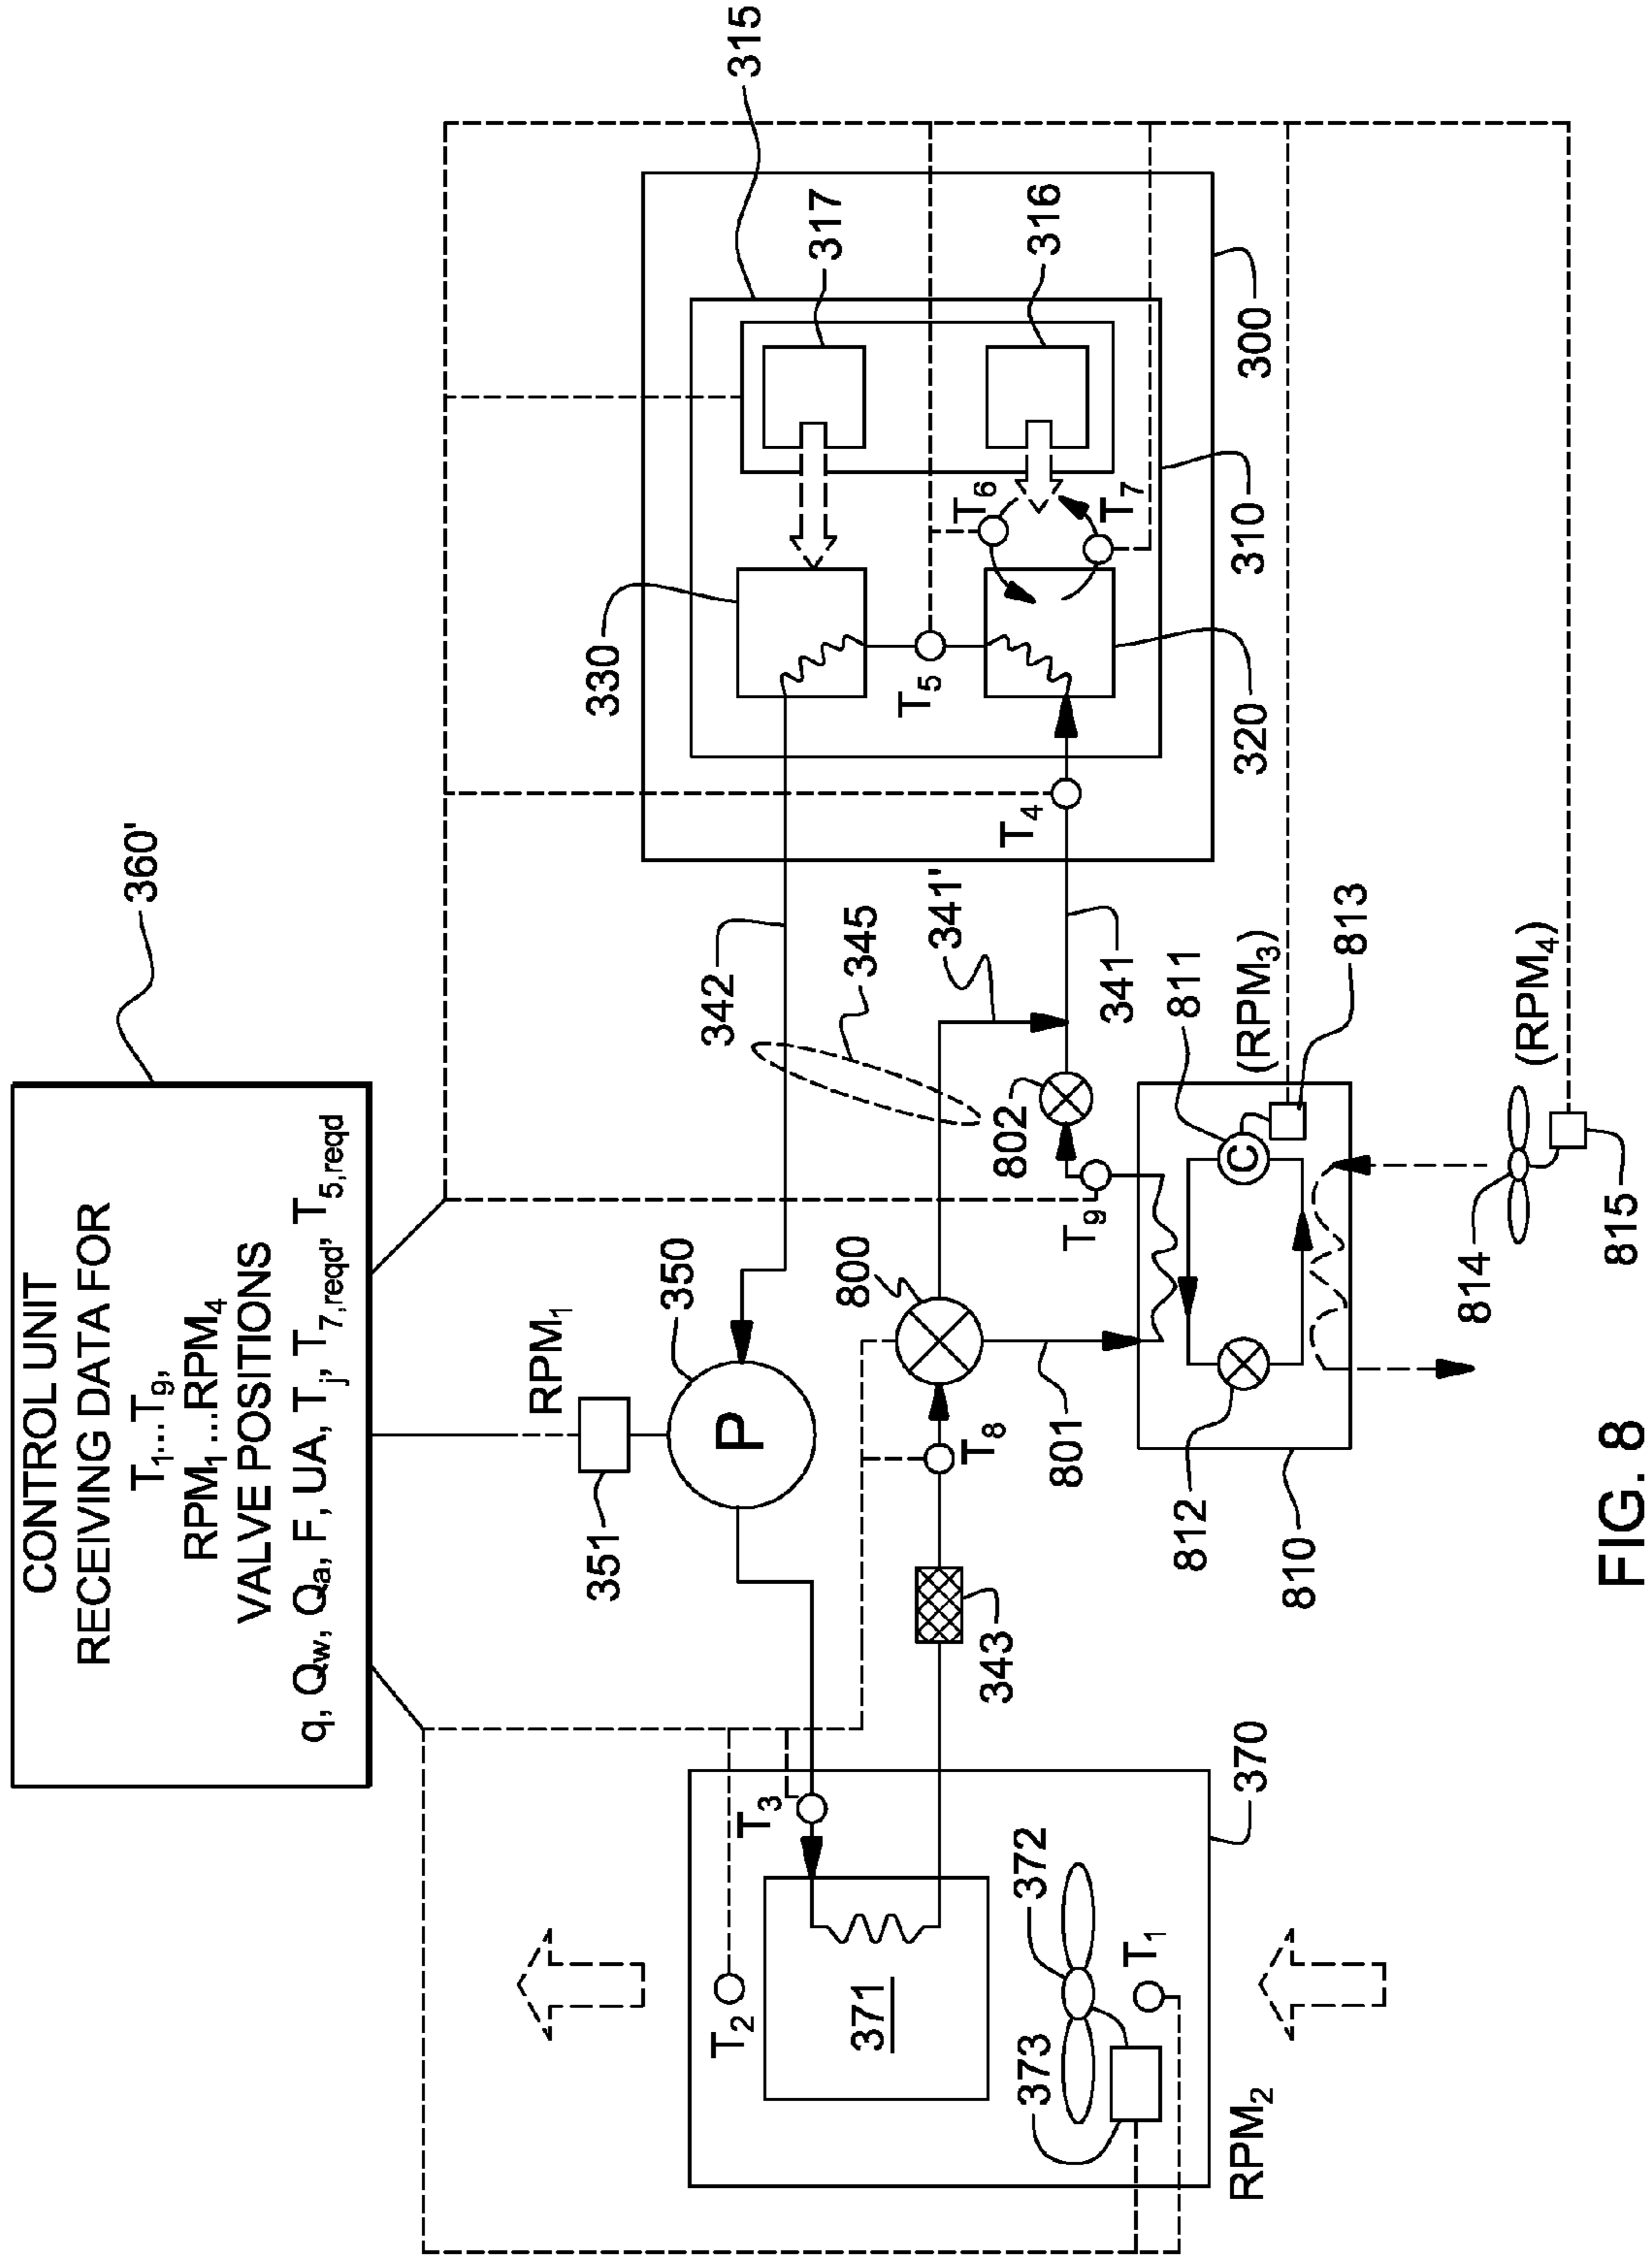 CONTROL UNIT
RECEIVING DATA FOR
T1...T9,
RPM1 ...RPM4
VALVE POSITIONS
q, Qw, Qa, F, UA, Tj, T7,reqd, T5,reqd
360'
315
317
316
330
T6
T7
T5
T4
320
310
300
342
345
341'
341
RPM1
351
350
P
800
802
T9
T8
801
343
(RPM3)
811
C
813
812
810
(RPM4)
814
815
T3
T2
371
372
373
T1
370
RPM2
FIG. 8